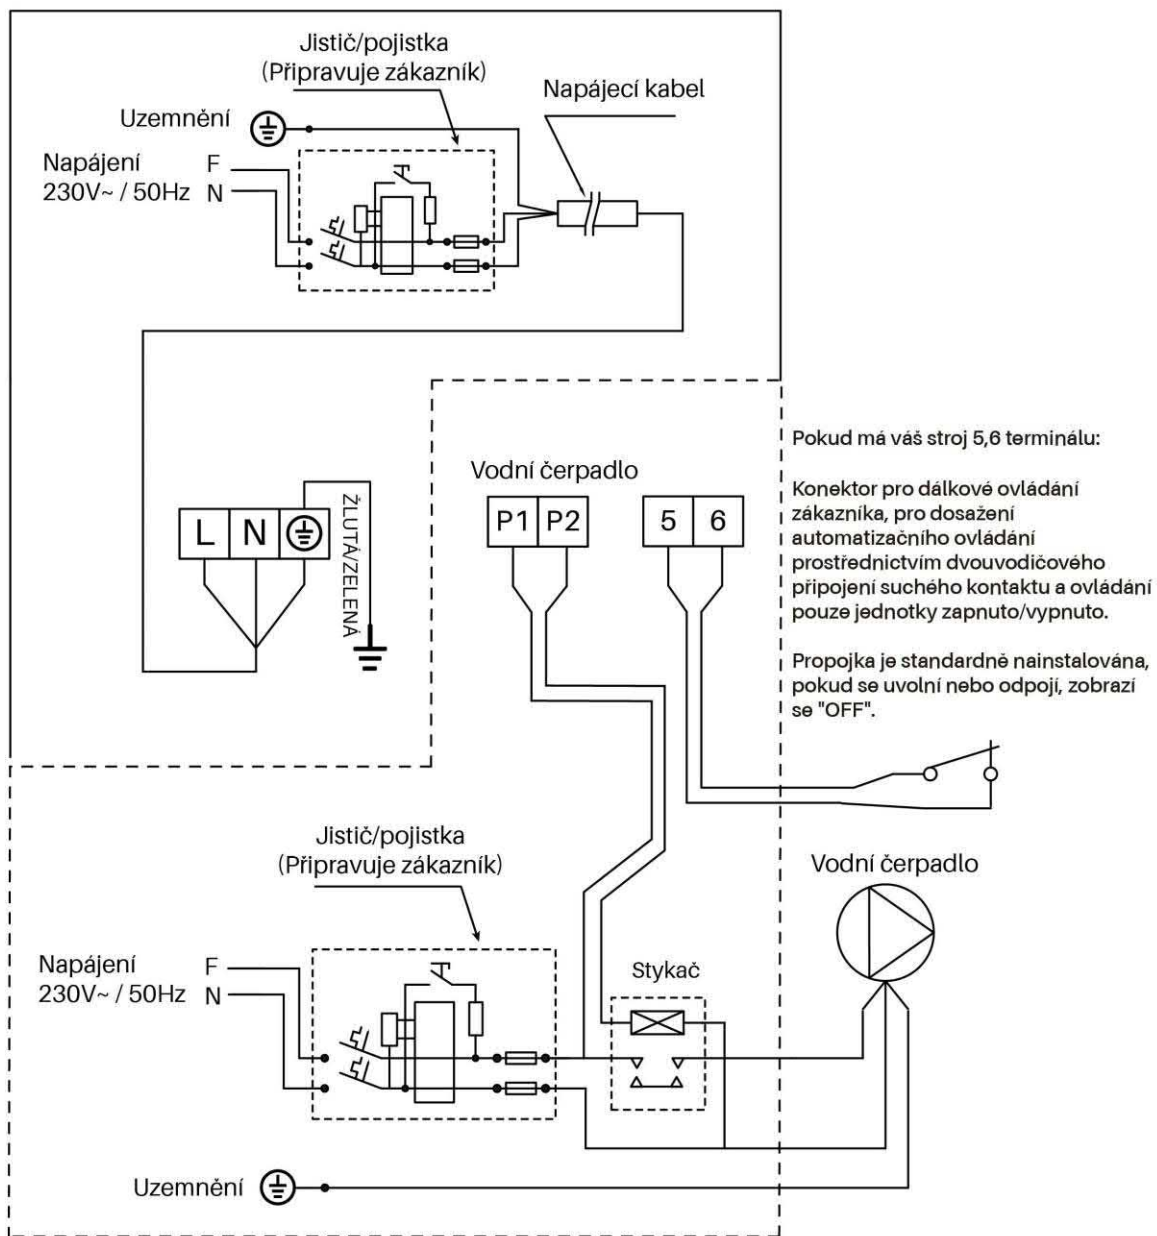 Jistič/pojistka
(Připravuje zákazník)
Napájecí kabel
Uzemnění
Napájení F
230V~ / 50Hz N
Pokud má váš stroj 5,6 terminálu:
Vodní čerpadlo
Konektor pro dálkové ovládání
zákazníka, pro dosažení
automatizačního ovládání
prostřednictvím dvouvodičového
připojení suchého kontaktu a ovládání
pouze jednotky zapnuto/vypnuto.
L N
ŽLUTÁ/ZELENÁ
P1 P2
5 6
Propojka je standardně nainstalována,
pokud se uvolní nebo odpojí, zobrazí
se "OFF".
Jistič/pojistka
(Připravuje zákazník)
Vodní čerpadlo
Napájení F
230V~ / 50Hz N
Stykač
Uzemnění